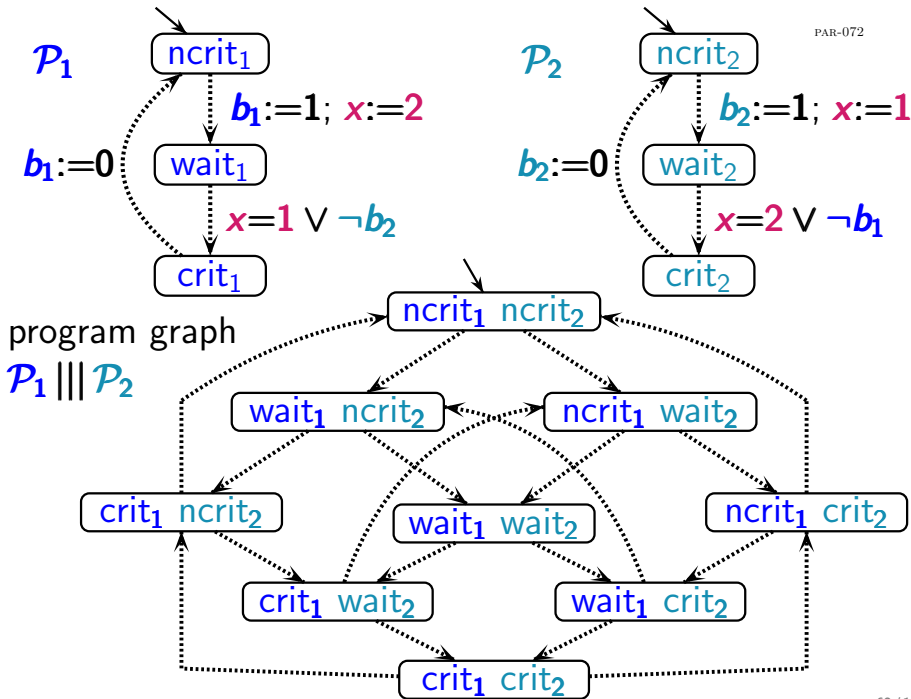 PAR-072
𝒫₁
ncrit₁
b₁:=1; x:=2
b₁:=0
wait₁
x=1 ∨ ¬b₂
crit₁
𝒫₂
ncrit₂
b₂:=1; x:=1
b₂:=0
wait₂
x=2 ∨ ¬b₁
crit₂
program graph
𝒫₁ ||| 𝒫₂
ncrit₁ ncrit₂
wait₁ ncrit₂
ncrit₁ wait₂
crit₁ ncrit₂
wait₁ wait₂
ncrit₁ crit₂
crit₁ wait₂
wait₁ crit₂
crit₁ crit₂